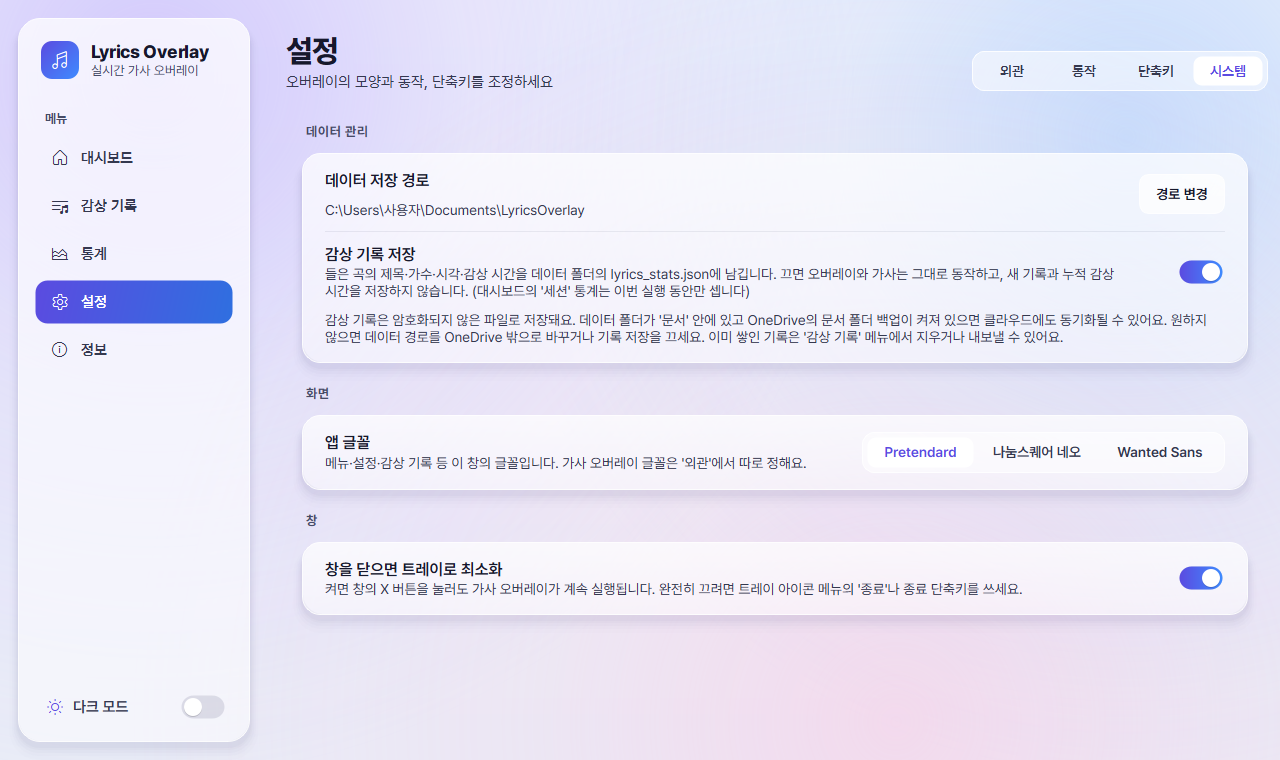 Lyrics Overlay
실시간 가사 오버레이
메뉴
대시보드
감상 기록
통계
설정
정보
다크 모드
설정
오버레이의 모양과 동작, 단축키를 조정하세요
외관
통작
단축키
시스템
데이터 관리
데이터 저장 경로
C:\Users\사용자\Documents\LyricsOverlay
경로 변경
감상 기록 저장
들은 곡의 제목·가수·시각·감상 시간을 데이터 폴더의 lyrics_stats.json에 남깁니다. 끄면 오버레이와 가사는 그대로 동작하고, 새 기록과 누적 감상
시간을 저장하지 않습니다. (대시보드의 '세션' 통계는 이번 실행 동안만 셉니다)
감상 기록은 암호화되지 않은 파일로 저장돼요. 데이터 폴더가 '문서' 안에 있고 OneDrive의 문서 폴더 백업이 켜져 있으면 클라우드에도 동기화될 수 있어요. 원하지
않으면 데이터 경로를 OneDrive 밖으로 바꾸거나 기록 저장을 끄세요. 이미 쌓인 기록은 '감상 기록' 메뉴에서 지우거나 내보낼 수 있어요.
화면
앱 글꼴
메뉴·설정·감상 기록 등 이 창의 글꼴입니다. 가사 오버레이 글꼴은 '외관'에서 따로 정해요.
Pretendard
나눔스퀘어 네오
Wanted Sans
창
창을 닫으면 트레이로 최소화
켜면 창의 X 버튼을 눌러도 가사 오버레이가 계속 실행됩니다. 완전히 끄려면 트레이 아이콘 메뉴의 '종료'나 종료 단축키를 쓰세요.